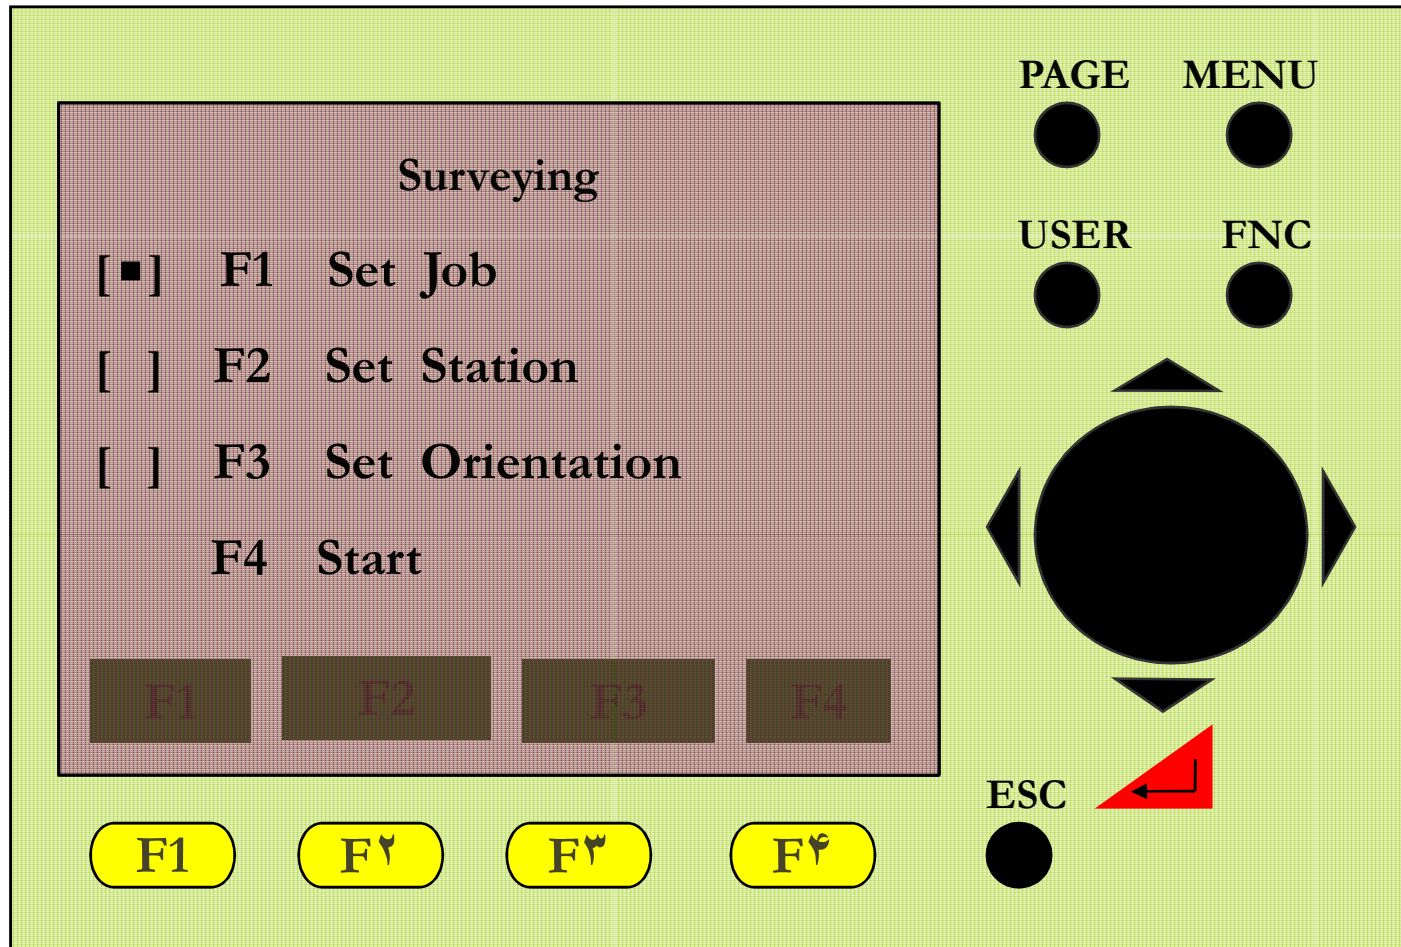 PAGE MENU
Surveying
USER FNC
[▪] F1 Set Job
[ ] F2 Set Station
[ ] F3 Set Orientation
F4 Start
F1 F2 F3 F4
ESC
F1 F۲ F۳ F۴